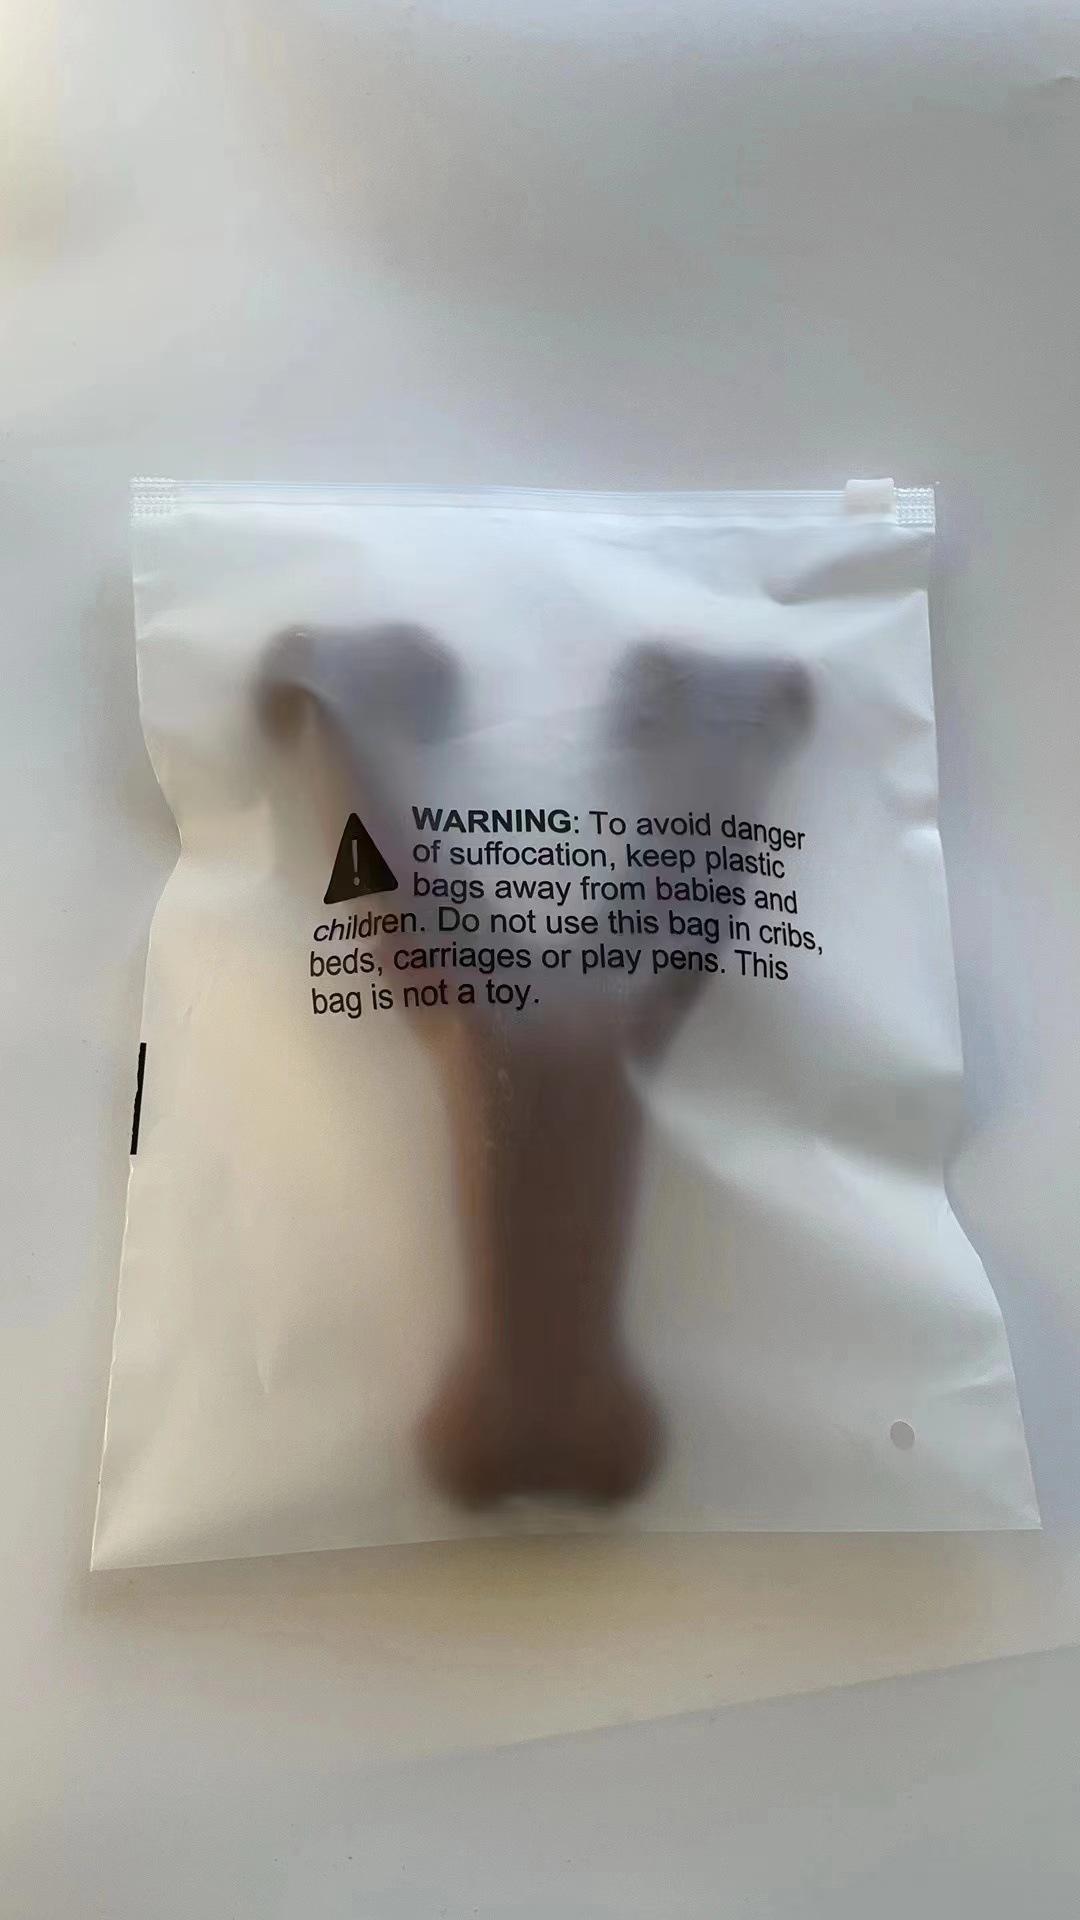 WARNING: To avoid danger
of suffocation, keep plastic
bags away from babies and
children. Do not use this bag in cribs,
beds, carriages or play pens. This
bag is not a toy.